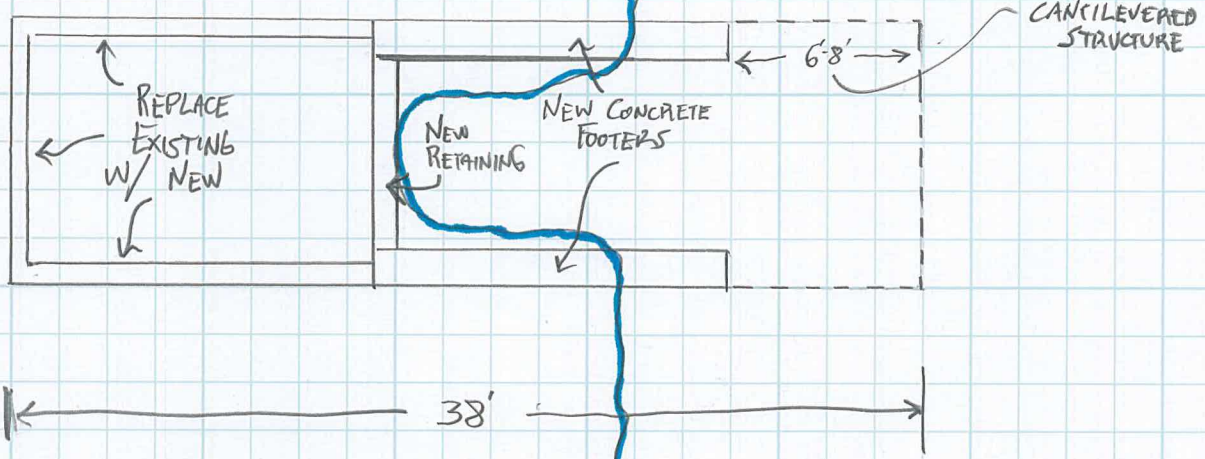 CANTILEVERED
STRUCTURE
6'-8'
REPLACE
EXISTING
W/ NEW
NEW
RETAINING
NEW CONCRETE
FOOTERS
38'